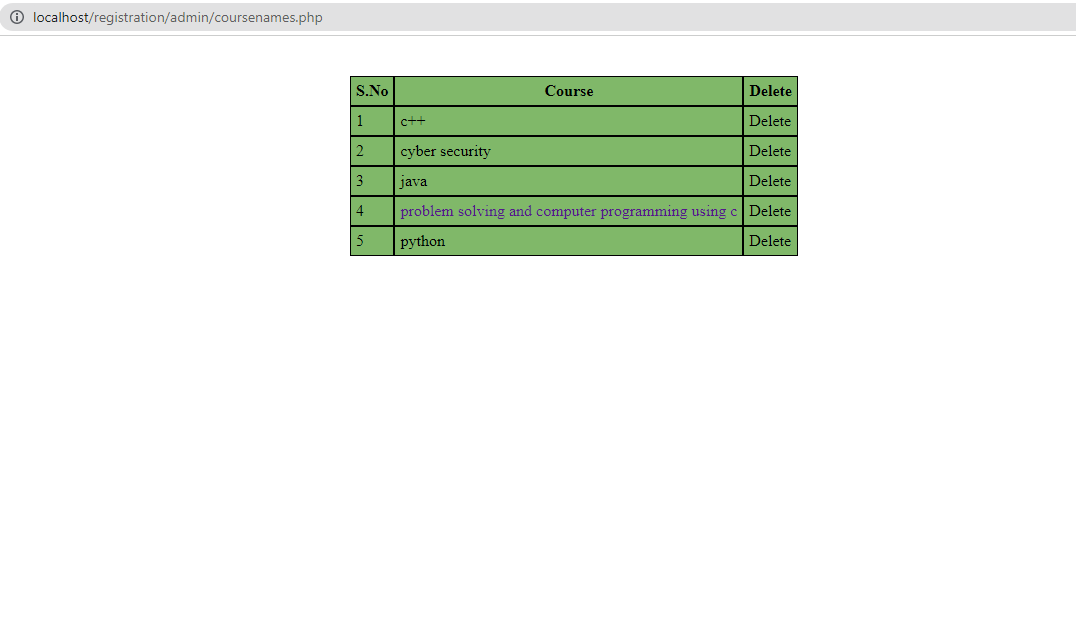 localhost/registration/admin/coursenames.php
S.No Course Delete
1 c++ Delete
2 cyber security Delete
3 java Delete
4 problem solving and computer programming using c Delete
5 python Delete